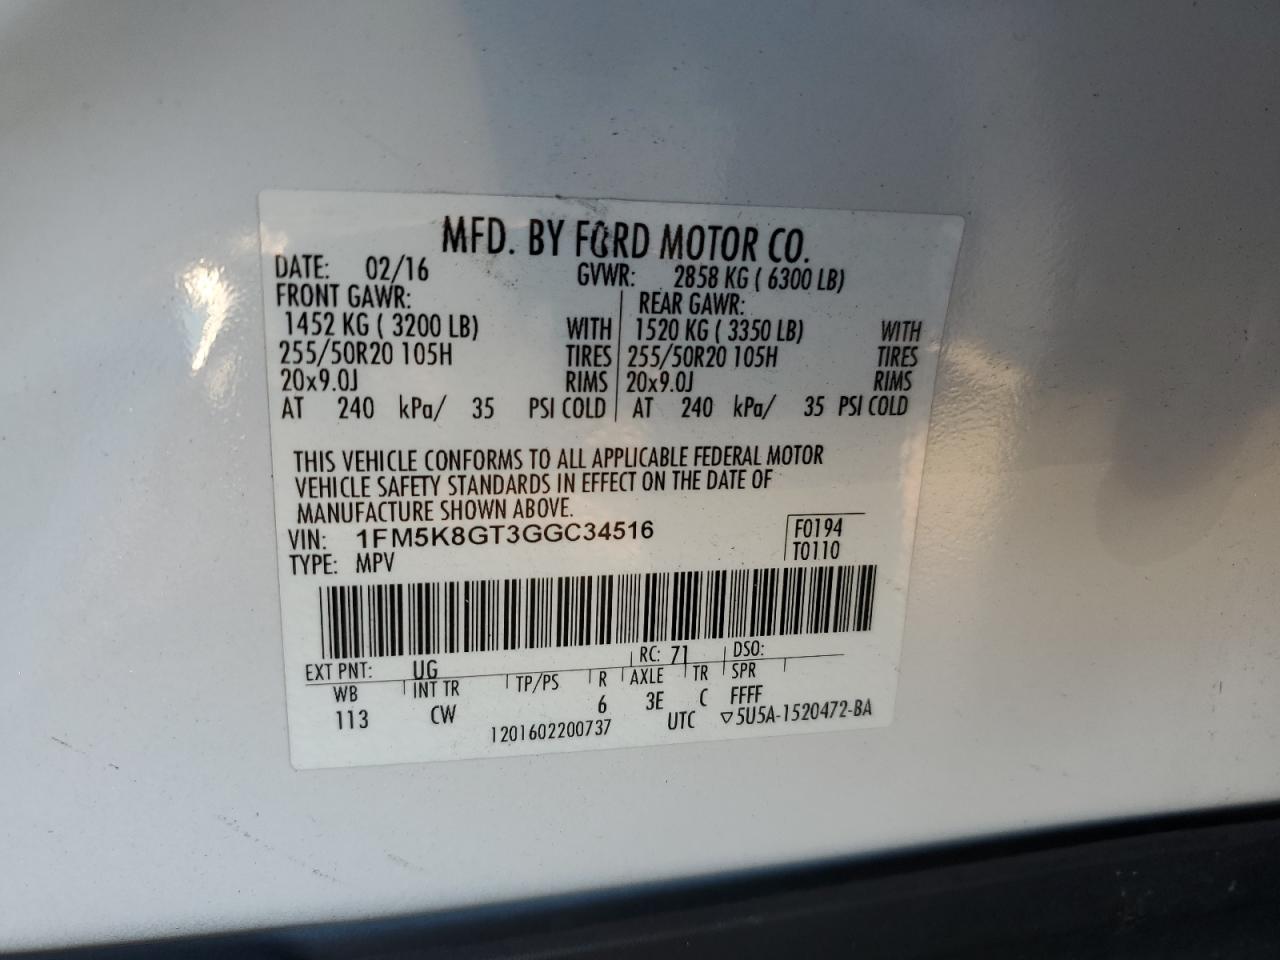 MFD. BY FORD MOTOR CO.
DATE: 02/16 GVWR: 2858 KG ( 6300 LB)
FRONT GAWR: REAR GAWR:
1452 KG ( 3200 LB) WITH 1520 KG ( 3350 LB) WITH
255/50R20 105H TIRES 255/50R20 105H TIRES
20x9.0J RIMS 20x9.0J RIMS
AT 240 kPa/ 35 PSI COLD AT 240 kPa/ 35 PSI COLD
THIS VEHICLE CONFORMS TO ALL APPLICABLE FEDERAL MOTOR
VEHICLE SAFETY STANDARDS IN EFFECT ON THE DATE OF
MANUFACTURE SHOWN ABOVE.
VIN: 1FM5K8GT3GGC34516 F0194
TYPE: MPV T0110
EXT PNT: UG RC: 71 DSO:
WB INT TR TP/PS R AXLE TR SPR
113 CW 6 3E C FFFF
1201602200737 UTC ▽5U5A-1520472-BA